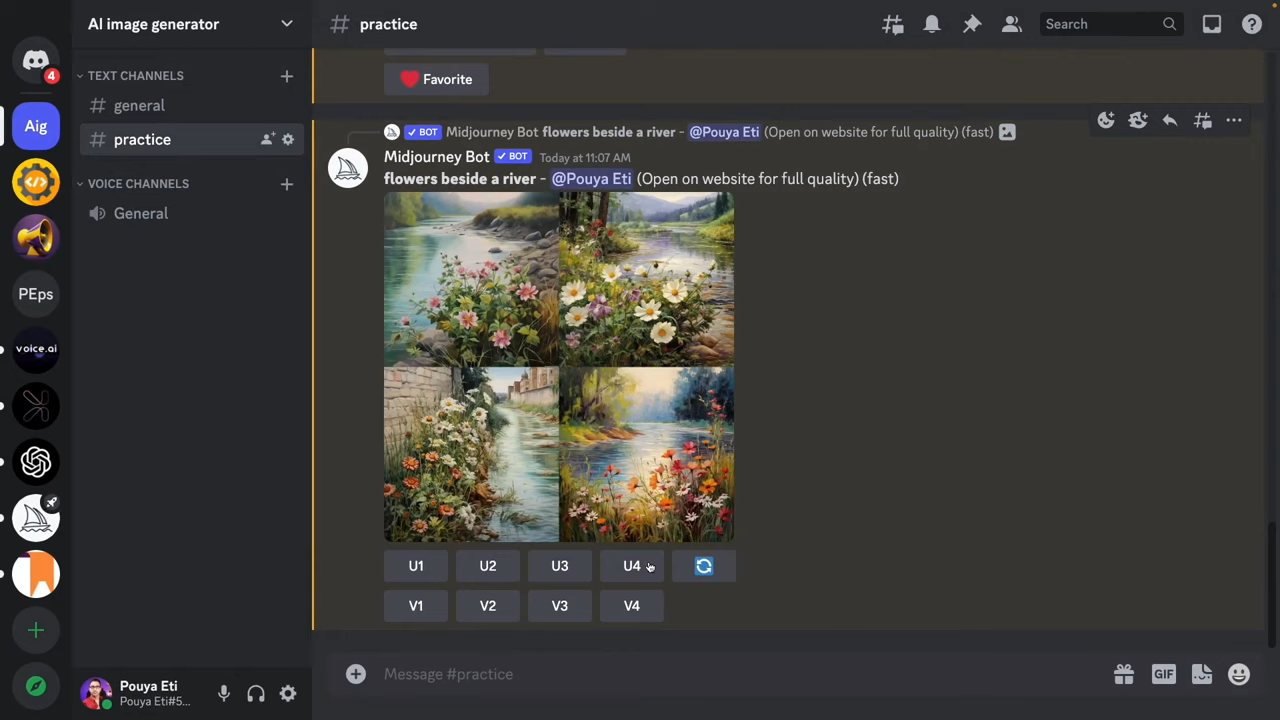 AI image generator
practice
Search
4
TEXT CHANNELS
general
Aig
practice
VOICE CHANNELS
General
PEps
voice.ai
Favorite
BOT Midjourney Bot flowers beside a river - @Pouya Eti (Open on website for full quality) (fast)
Midjourney Bot BOT Today at 11:07 AM
flowers beside a river - @Pouya Eti (Open on website for full quality) (fast)
U1 U2 U3 U4
V1 V2 V3 V4
Pouya Eti
Pouya Eti#5...
Message #practice
GIF